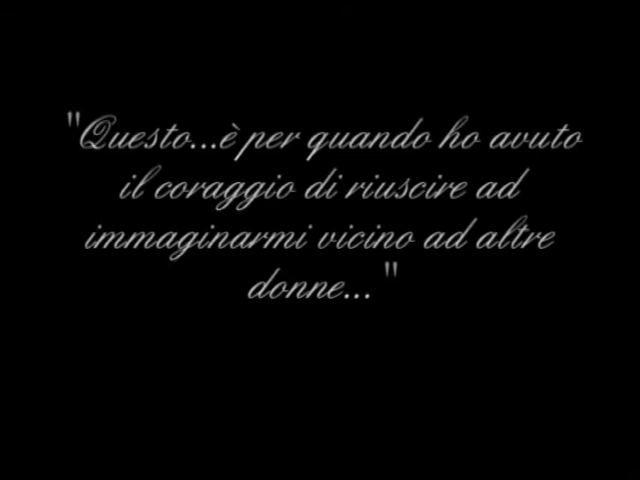 "Questo...è per quando ho avuto
il coraggio di riuscire ad
immaginarmi vicino ad altre
donne..."